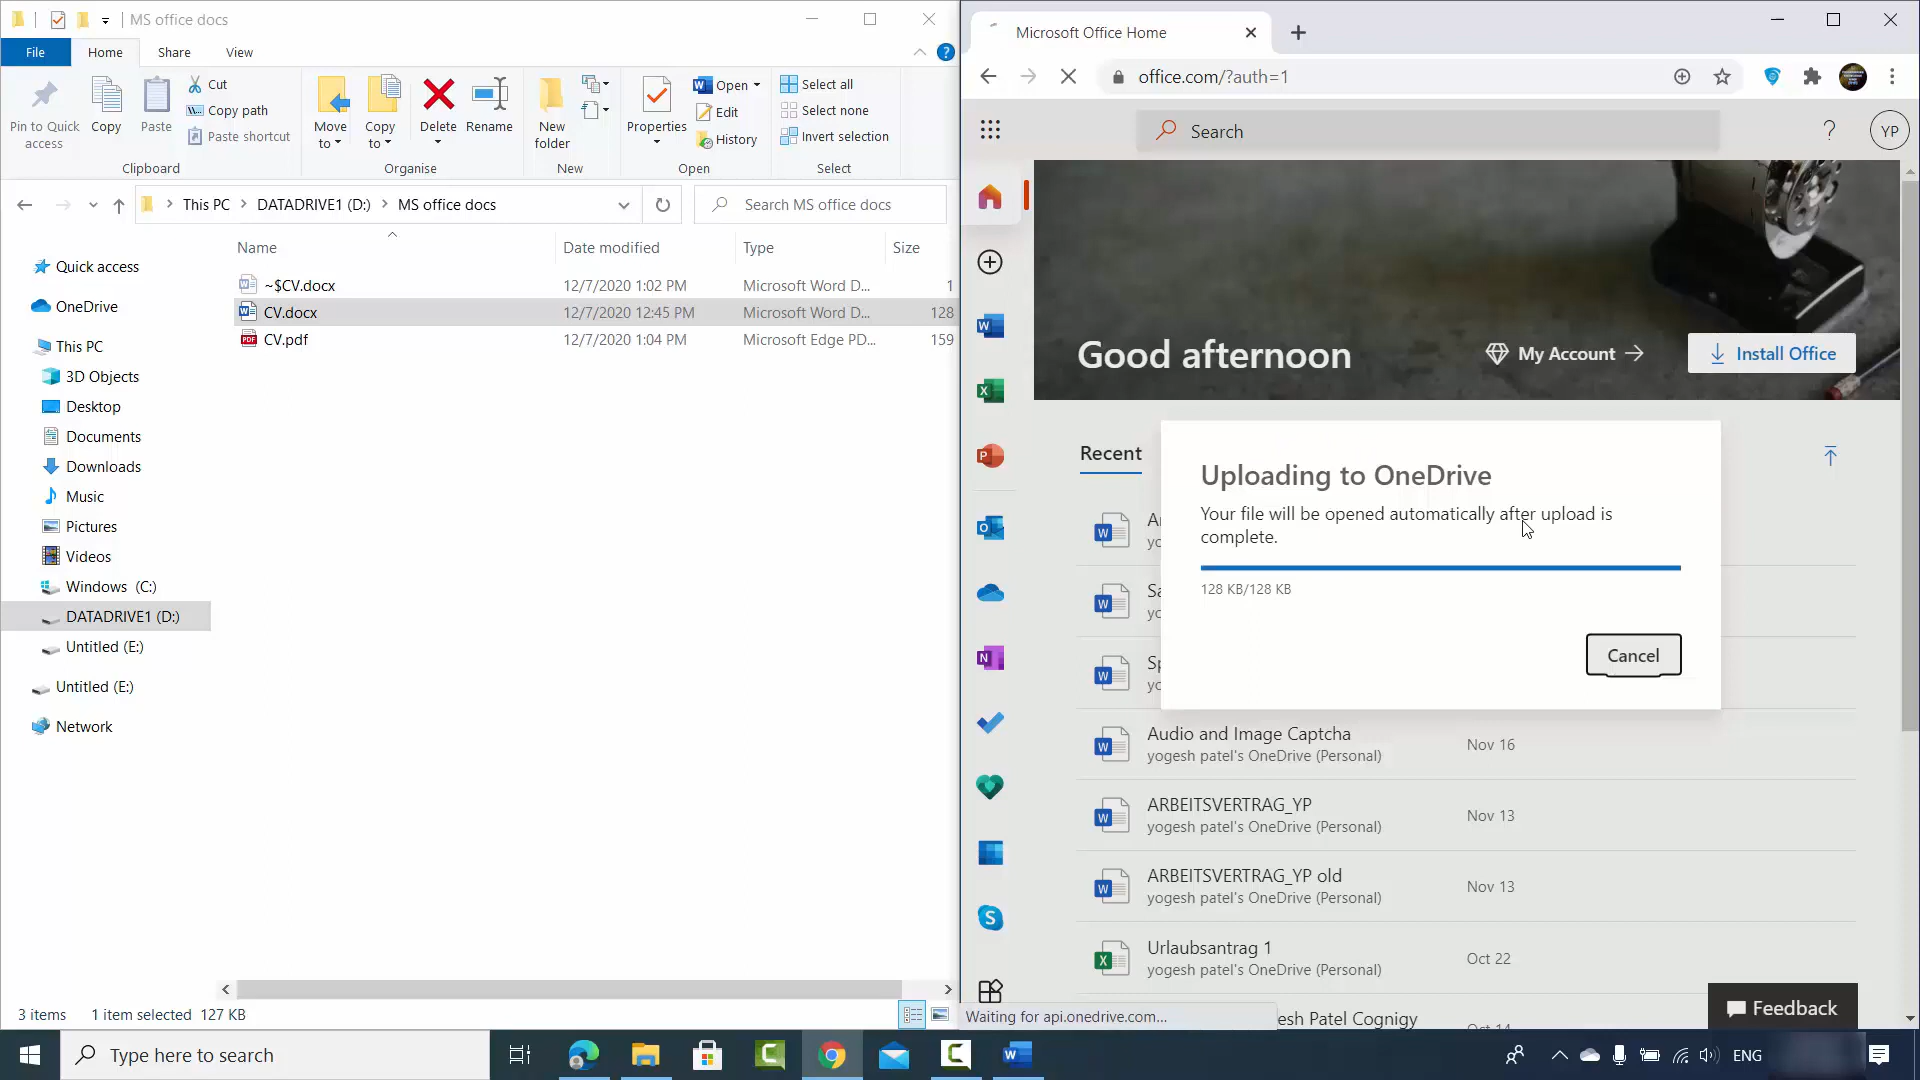 MS office docs
File Home Share View
Pin to Quick access
Copy
Paste
Cut
Copy path
Paste shortcut
Clipboard
Move to
Copy to
Delete
Rename
Organise
New folder
New
Properties
Open
Edit
History
Open
Select all
Select none
Invert selection
Select
This PC DATADRIVE1 (D:) MS office docs
Search MS office docs
Name Date modified Type Size
~$CV.docx 12/7/2020 1:02 PM Microsoft Word D... 1
CV.docx 12/7/2020 12:45 PM Microsoft Word D... 128
CV.pdf 12/7/2020 1:04 PM Microsoft Edge PD... 159
Quick access
OneDrive
This PC
3D Objects
Desktop
Documents
Downloads
Music
Pictures
Videos
Windows (C:)
DATADRIVE1 (D:)
Untitled (E:)
Untitled (E:)
Network
3 items 1 item selected 127 KB
Microsoft Office Home
office.com/?auth=1
Search
? YP
Good afternoon
My Account
Install Office
Recent
Uploading to OneDrive
Your file will be opened automatically after upload is
complete.
128 KB/128 KB
Cancel
Audio and Image Captcha
yogesh patel's OneDrive (Personal) Nov 16
ARBEITSVERTRAG_YP
yogesh patel's OneDrive (Personal) Nov 13
ARBEITSVERTRAG_YP old
yogesh patel's OneDrive (Personal) Nov 13
Urlaubsantrag 1
yogesh patel's OneDrive (Personal) Oct 22
esh Patel Cognigy
Feedback
Waiting for api.onedrive.com...
Type here to search
ENG